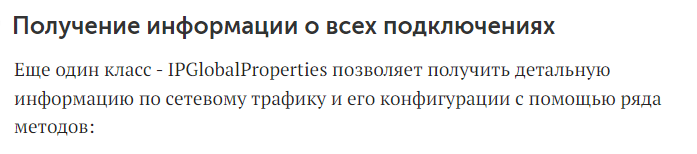 Получение информации о всех подключениях
Еще один класс - IPGlobalProperties позволяет получить детальную
информацию по сетевому трафику и его конфигурации с помощью ряда
методов: